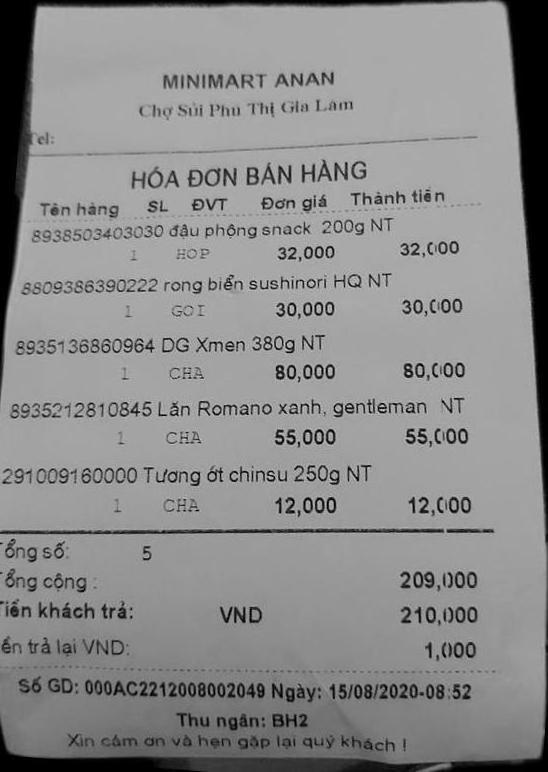 MINIMART ANAN
Chợ Sủi Phú Thị Gia Lâm
Tel:
HÓA ĐƠN BÁN HÀNG
Tên hàng SL ĐVT Đơn giá Thành tiền
8938503403030 đậu phộng snack 200g NT
1 HOP 32,000 32,000
8809386390222 rong biển sushinori HQ NT
1 GOI 30,000 30,000
8935136860964 DG Xmen 380g NT
1 CHA 80,000 80,000
8935212810845 Lăn Romano xanh, gentleman NT
1 CHA 55,000 55,000
291009160000 Tương ớt chinsu 250g NT
1 CHA 12,000 12,000
Tổng số: 5
Tổng cộng : 209,000
Tiền khách trả: VND 210,000
ền trả lại VND: 1,000
Số GD: 000AC2212008002049 Ngày: 15/08/2020-08:52
Thu ngân: BH2
Xin cảm ơn và hẹn gặp lại quý khách !